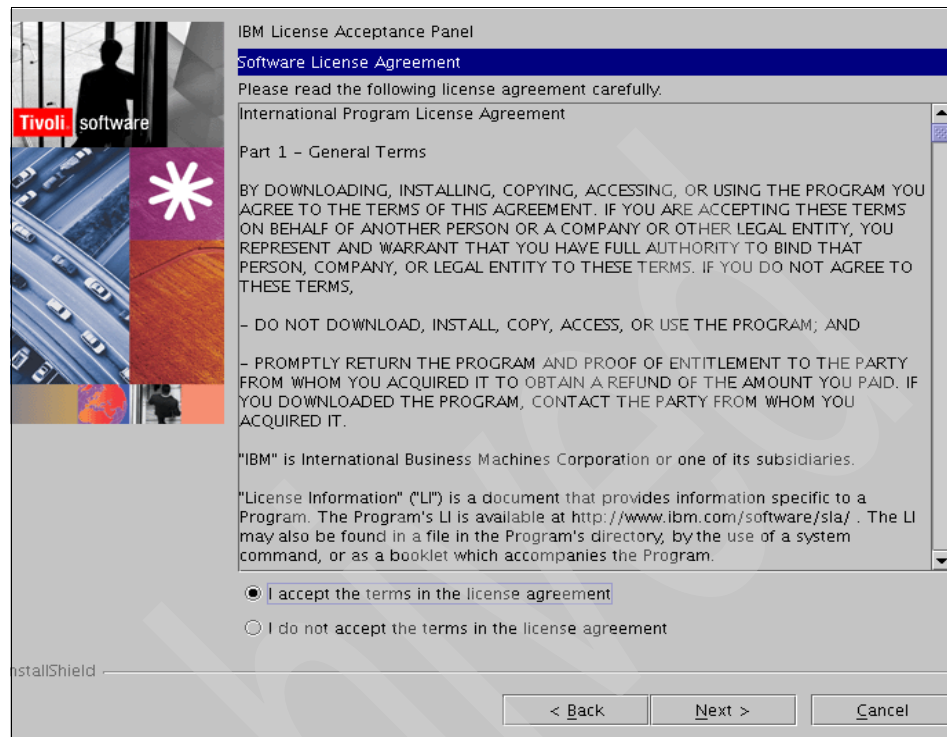 IBM License Acceptance Panel
Software License Agreement
Please read the following license agreement carefully.
Tivoli. software
International Program License Agreement
Part 1 – General Terms
BY DOWNLOADING, INSTALLING, COPYING, ACCESSING, OR USING THE PROGRAM YOU
AGREE TO THE TERMS OF THIS AGREEMENT. IF YOU ARE ACCEPTING THESE TERMS
ON BEHALF OF ANOTHER PERSON OR A COMPANY OR OTHER LEGAL ENTITY, YOU
REPRESENT AND WARRANT THAT YOU HAVE FULL AUTHORITY TO BIND THAT
PERSON, COMPANY, OR LEGAL ENTITY TO THESE TERMS. IF YOU DO NOT AGREE TO
THESE TERMS,
– DO NOT DOWNLOAD, INSTALL, COPY, ACCESS, OR USE THE PROGRAM; AND
– PROMPTLY RETURN THE PROGRAM AND PROOF OF ENTITLEMENT TO THE PARTY
FROM WHOM YOU ACQUIRED IT TO OBTAIN A REFUND OF THE AMOUNT YOU PAID. IF
YOU DOWNLOADED THE PROGRAM, CONTACT THE PARTY FROM WHOM YOU
ACQUIRED IT.
"IBM" is International Business Machines Corporation or one of its subsidiaries.
"License Information" ("LI") is a document that provides information specific to a
Program. The Program's LI is available at http://www.ibm.com/software/sla/ . The LI
may also be found in a file in the Program's directory, by the use of a system
command, or as a booklet which accompanies the Program.
I accept the terms in the license agreement
I do not accept the terms in the license agreement
nstallShield
< Back Next > Cancel